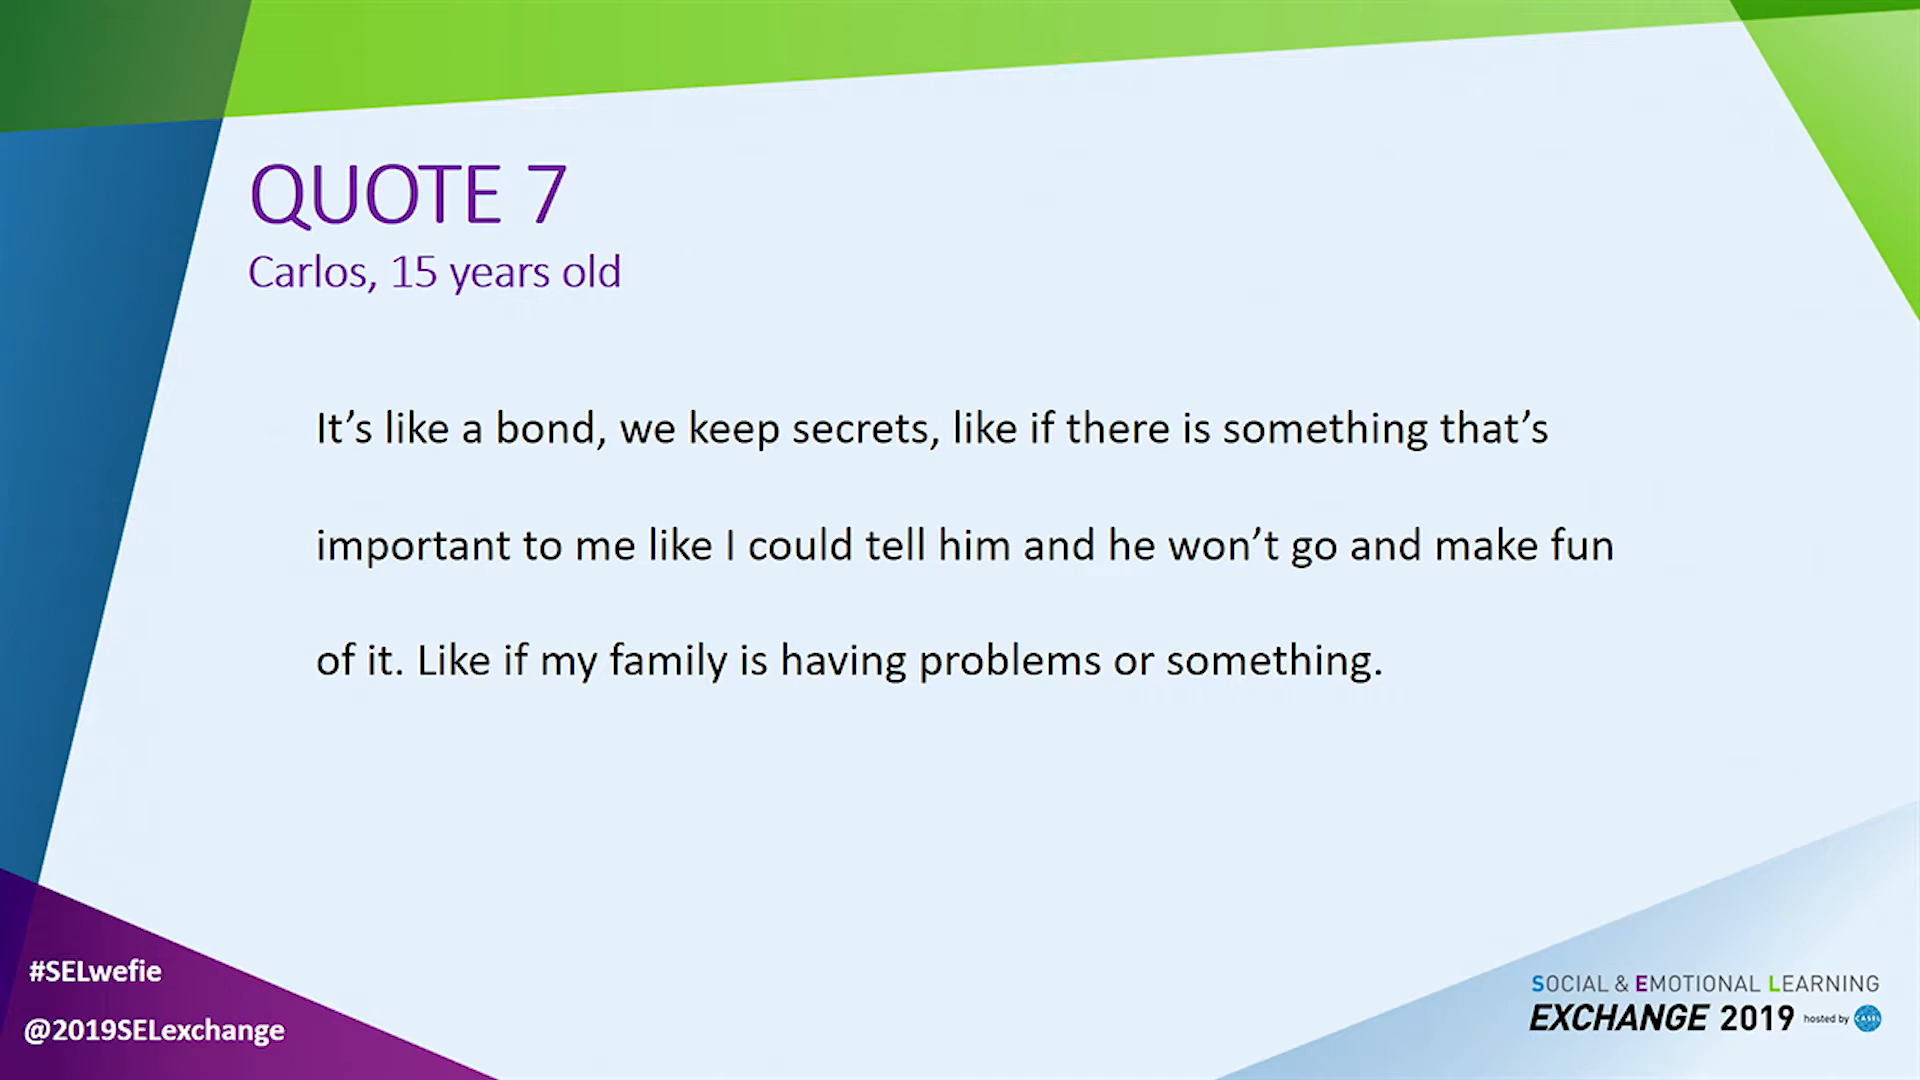 QUOTE 7
Carlos, 15 years old
It’s like a bond, we keep secrets, like if there is something that’s
important to me like I could tell him and he won’t go and make fun
of it. Like if my family is having problems or something.
#SELwefie
@2019SELexchange
SOCIAL & EMOTIONAL LEARNING
EXCHANGE 2019 hosted by CASEL